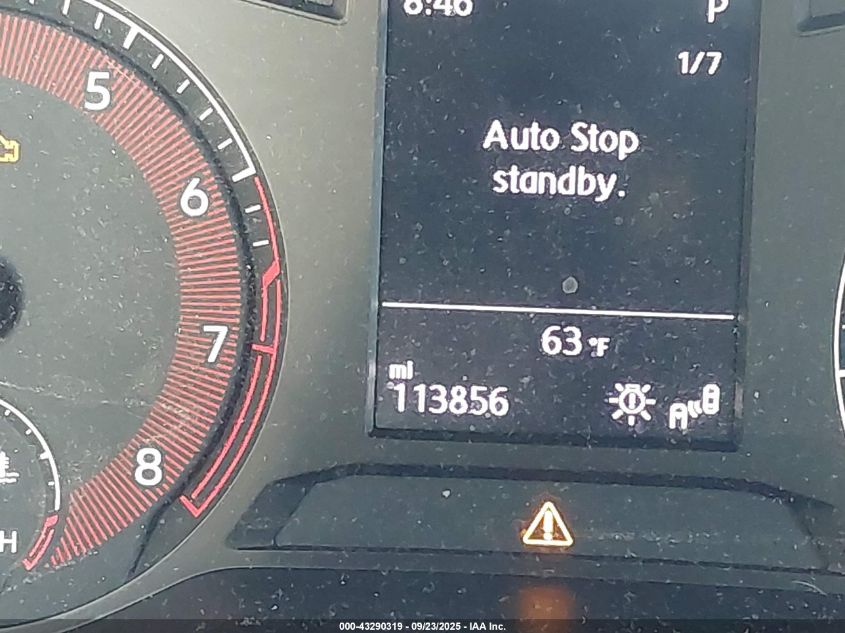 8:46 P
1/7
5
Auto Stop
standby.
6
63 °F
7
mi
113856
8
H
000-43290319 - 09/23/2025 - IAA Inc.